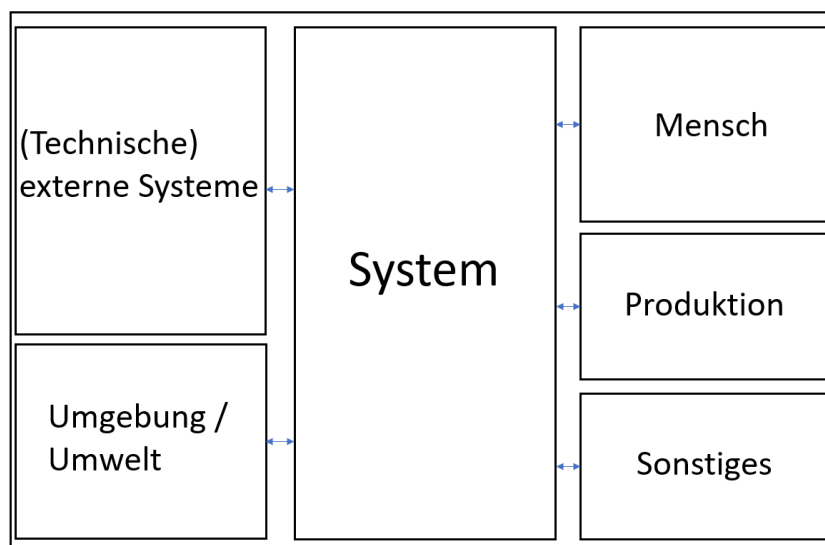 (Technische)
externe Systeme
Umgebung /
Umwelt
System
Mensch
Produktion
Sonstiges